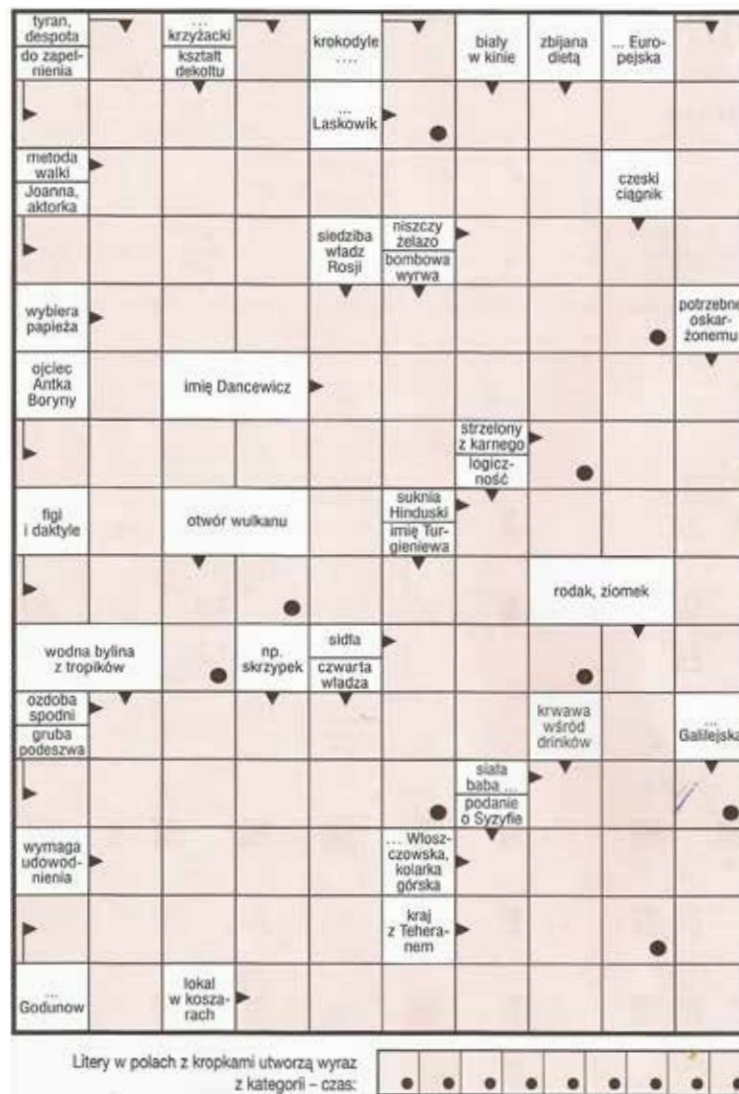 tyran,
despota
do zapeł-
nienia
...
krzyżacki
kształt
dekoltu
krokodyle
....
biały
w kinie
zbijana
dietą
... Euro-
pejska
...
Laskowik
metoda
walki
Joanna,
aktorka
czeski
ciągnik
siedziba
władz
Rosji
niszczy
żelazo
bombowa
wyrwa
wybiera
papieża
potrzebne
oskar-
żonemu
ojciec
Antka
Boryny
imię Dancewicz
strzelony
z karnego
logicz-
ność
figi
i daktyle
otwór wulkanu
suknia
Hinduski
imię Tur-
gieniewa
rodak, ziomek
wodna bylina
z tropików
np.
skrzypek
sidła
czwarta
władza
ozdoba
spodni
gruba
podeszwa
krwawa
wśród
drinków
...
Galilejska
siała
baba ...
podanie
o Syzyfie
wymaga
udowod-
nienia
... Włosz-
czowska,
kolarka
górska
kraj
z Tehera-
nem
...
Godunow
lokal
w kosza-
rach
Litery w polach z kropkami utworzą wyraz
z kategorii – czas: